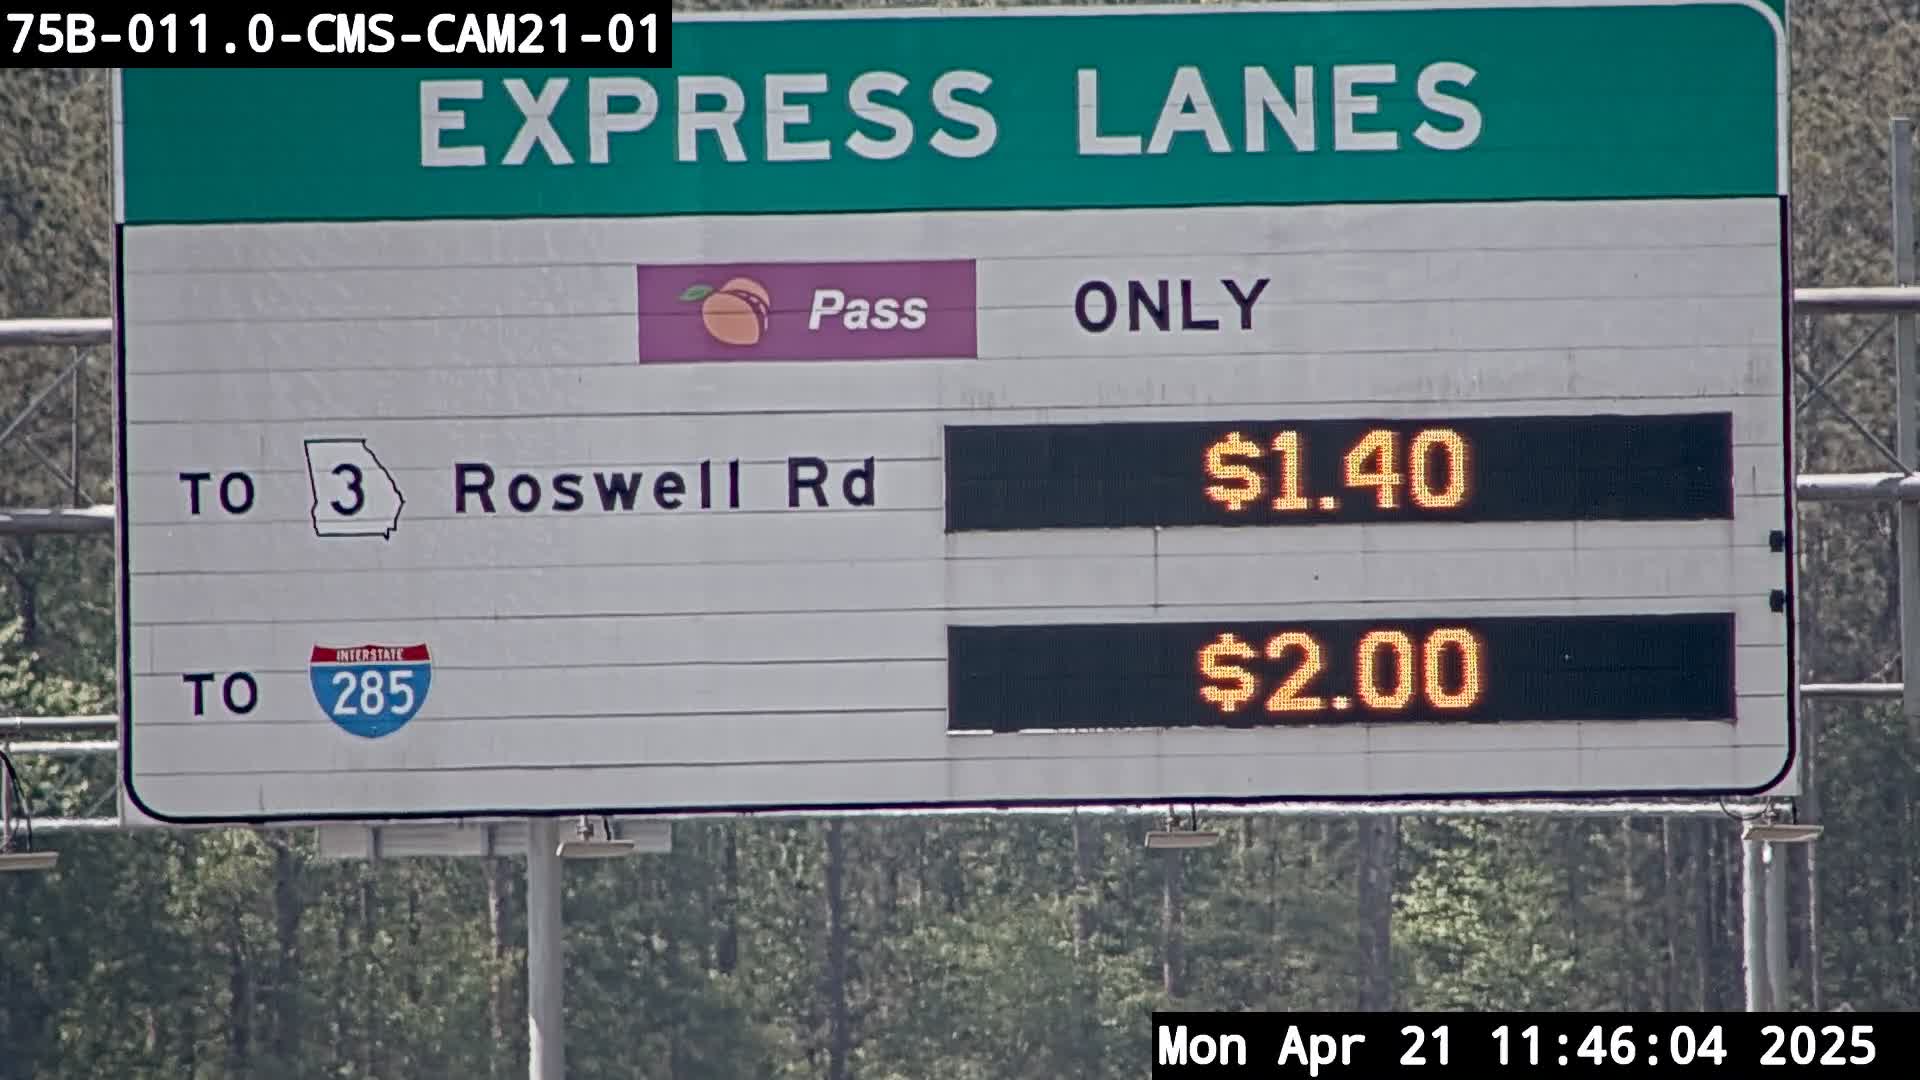 75B-011.0-CMS-CAM21-01
EXPRESS LANES
Pass ONLY
TO 3 Roswell Rd $1.40
INTERSTATE
TO 285 $2.00
Mon Apr 21 11:46:04 2025